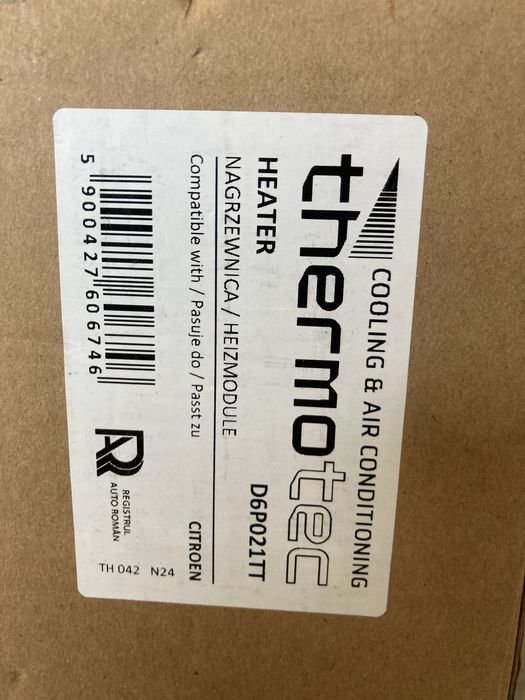 COOLING & AIR CONDITIONING
thermotec
HEATER D6P021TT
NAGRZEWNICA / HEIZMODULE
Compatible with / Pasuje do / Passt zu CITROEN
5 900427 606746
REGISTRUL
AUTO ROMÂN
TH 042 N24